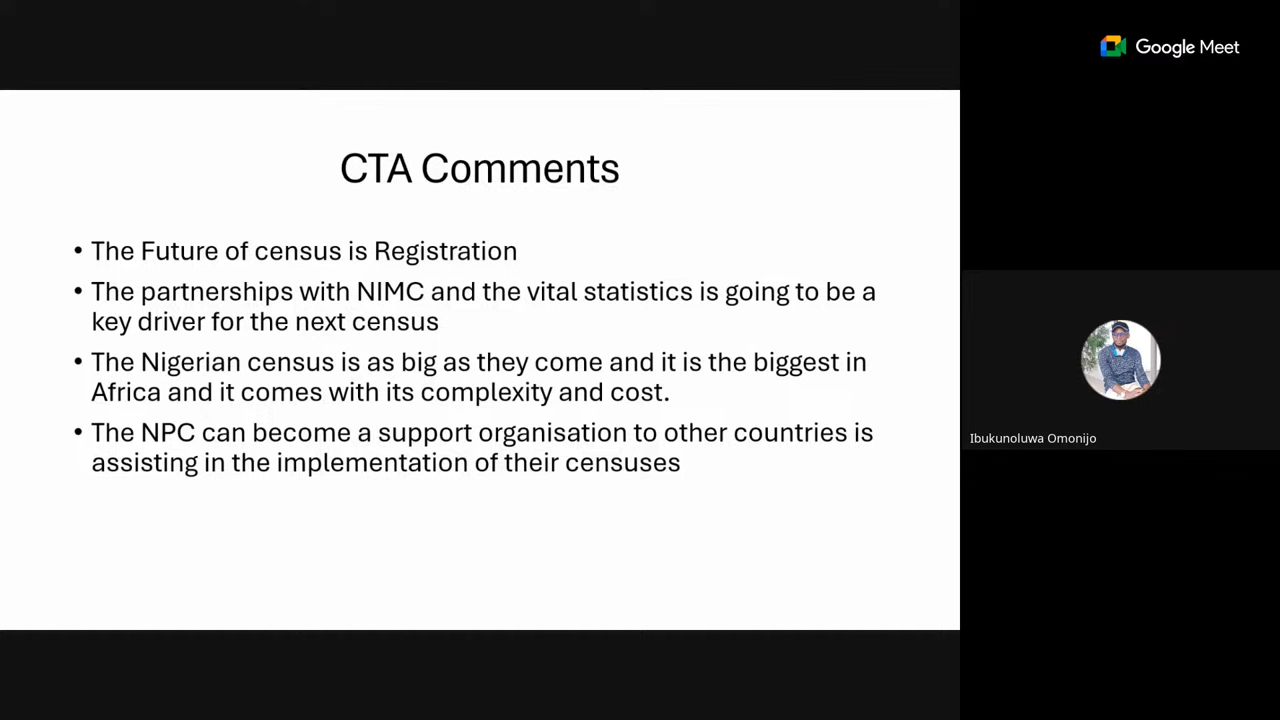 Google Meet
CTA Comments
• The Future of census is Registration
• The partnerships with NIMC and the vital statistics is going to be a
key driver for the next census
• The Nigerian census is as big as they come and it is the biggest in
Africa and it comes with its complexity and cost.
• The NPC can become a support organisation to other countries is
assisting in the implementation of their censuses
Ibukunoluwa Omonijo